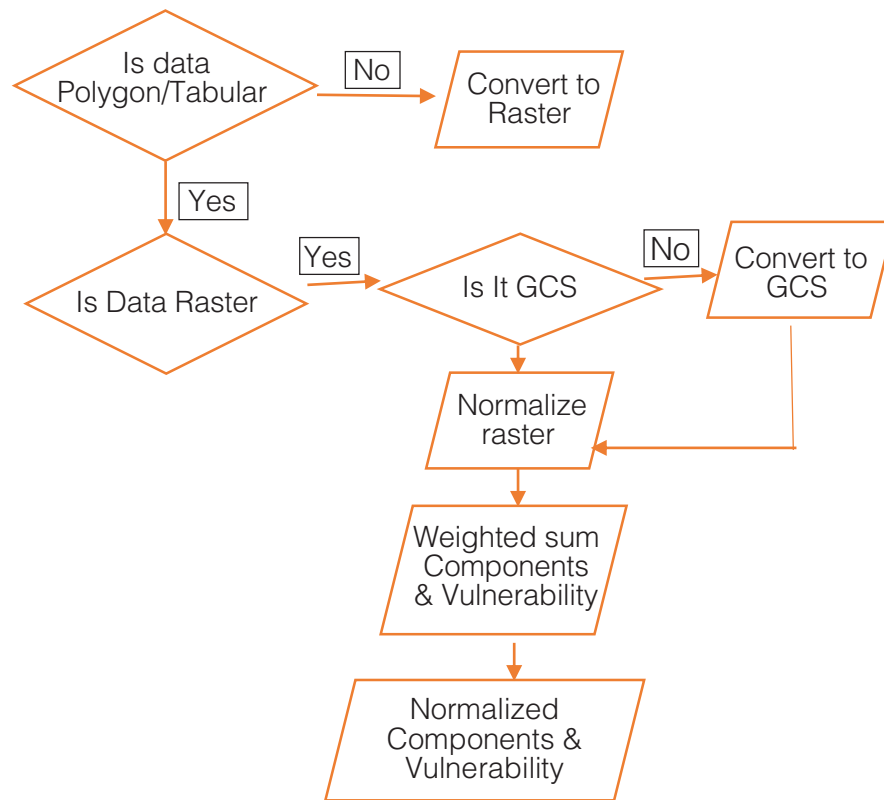 Is data
Polygon/Tabular
No
Convert to
Raster
Yes
Is Data Raster
Yes
Is It GCS
No
Convert to
GCS
Normalize
raster
Weighted sum
Components
& Vulnerability
Normalized
Components &
Vulnerability